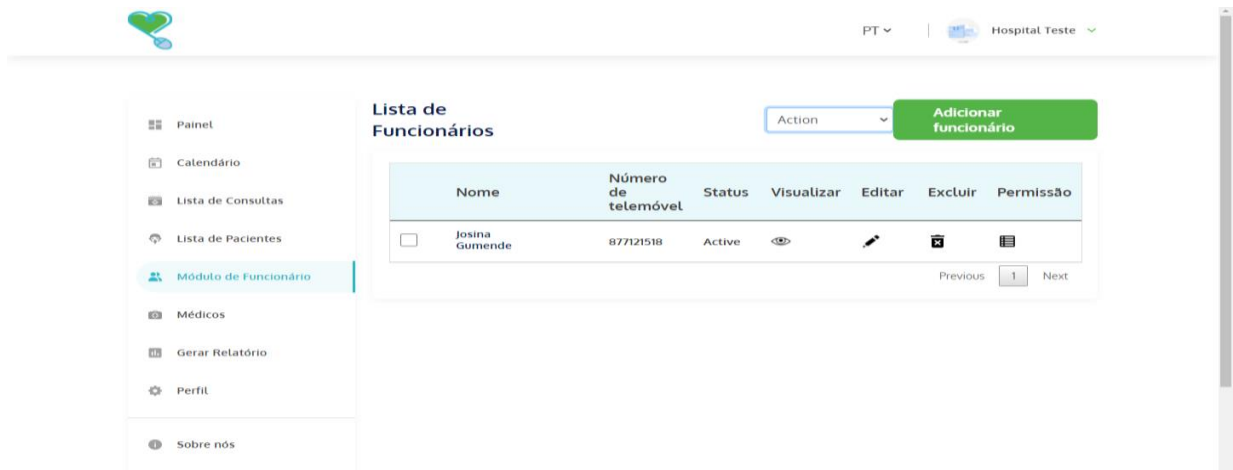 PT
Hospital Teste
Painel
Calendário
Lista de Consultas
Lista de Pacientes
Módulo de Funcionário
Médicos
Gerar Relatório
Perfil
Sobre nós
Lista de
Funcionários
Action
Adicionar
funcionário
Nome
Número
de
telemóvel
Status
Visualizar
Editar
Excluir
Permissão
Josina
Gumende
877121518
Active
Previous
1
Next